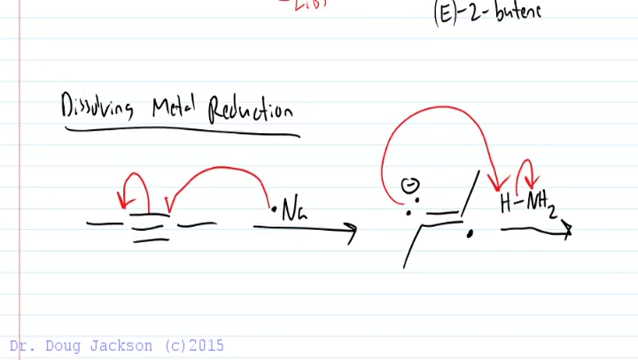 (E)-2-butene
Dissolving Metal Reduction
Na
H-NH2
Dr. Doug Jackson (c)2015